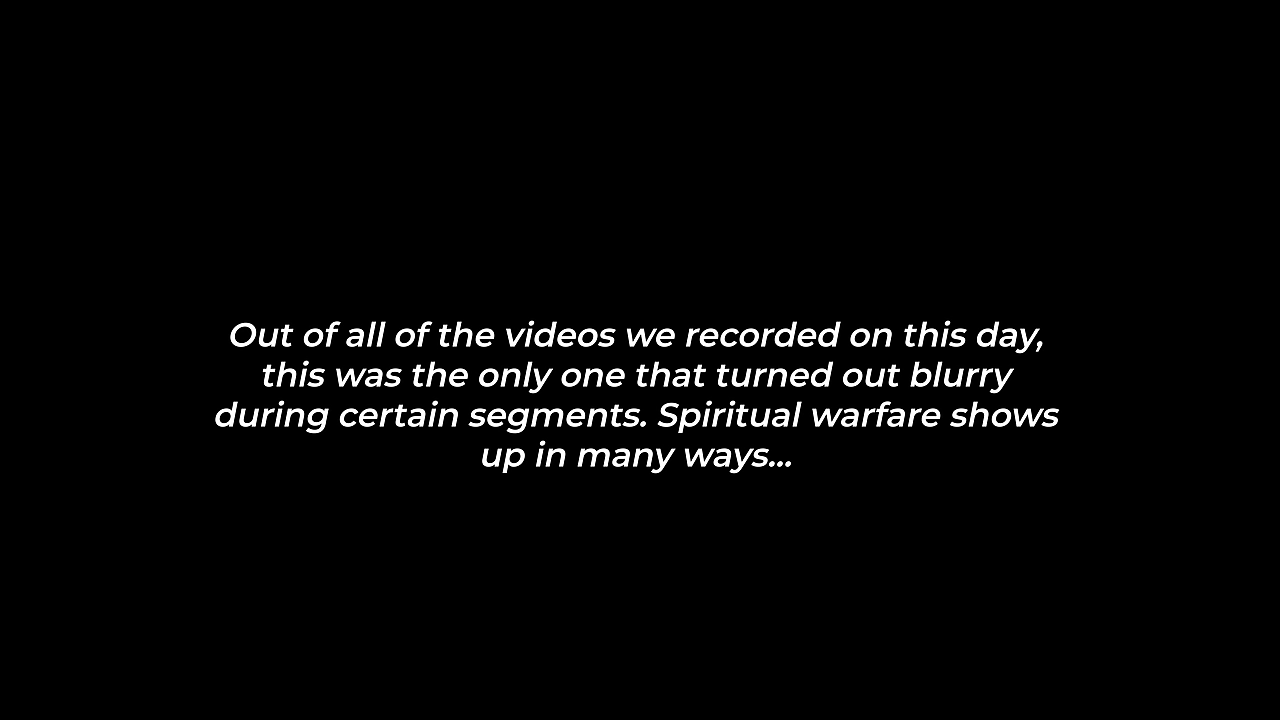 Out of all of the videos we recorded on this day,
this was the only one that turned out blurry
during certain segments. Spiritual warfare shows
up in many ways...